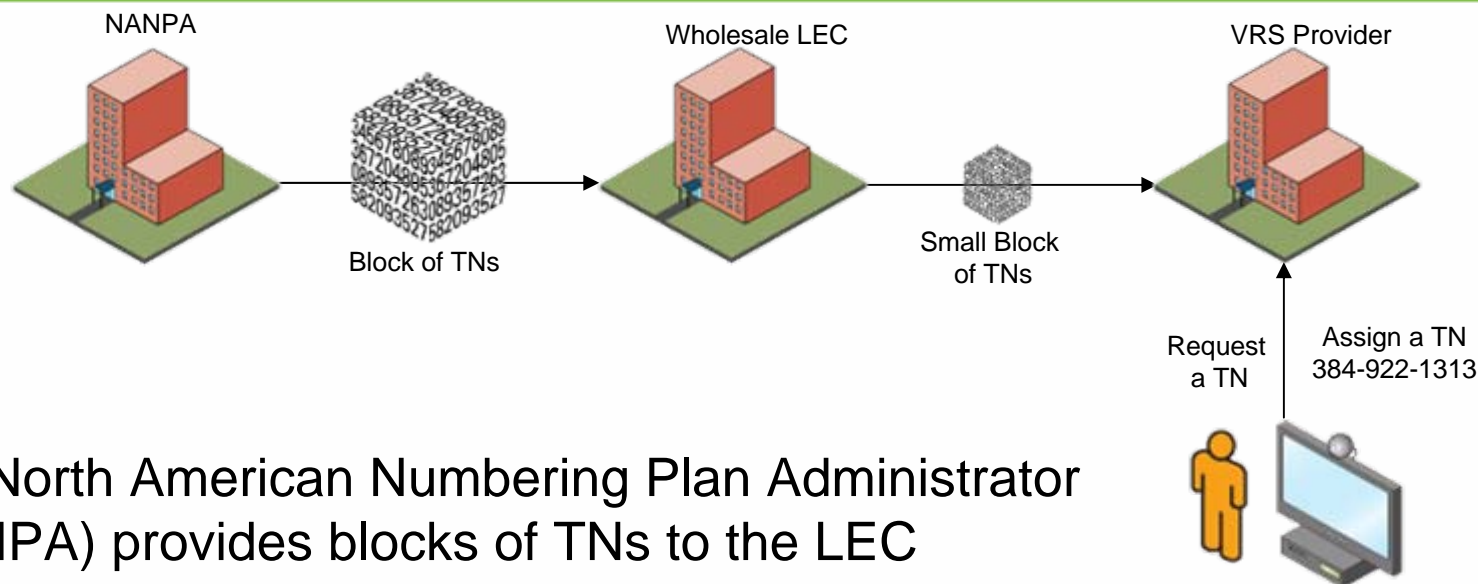 NANPA
Wholesale LEC
VRS Provider
Block of TNs
Small Block
of TNs
Request
a TN
Assign a TN
384-922-1313
North American Numbering Plan Administrator
PA) provides blocks of TNs to the LEC